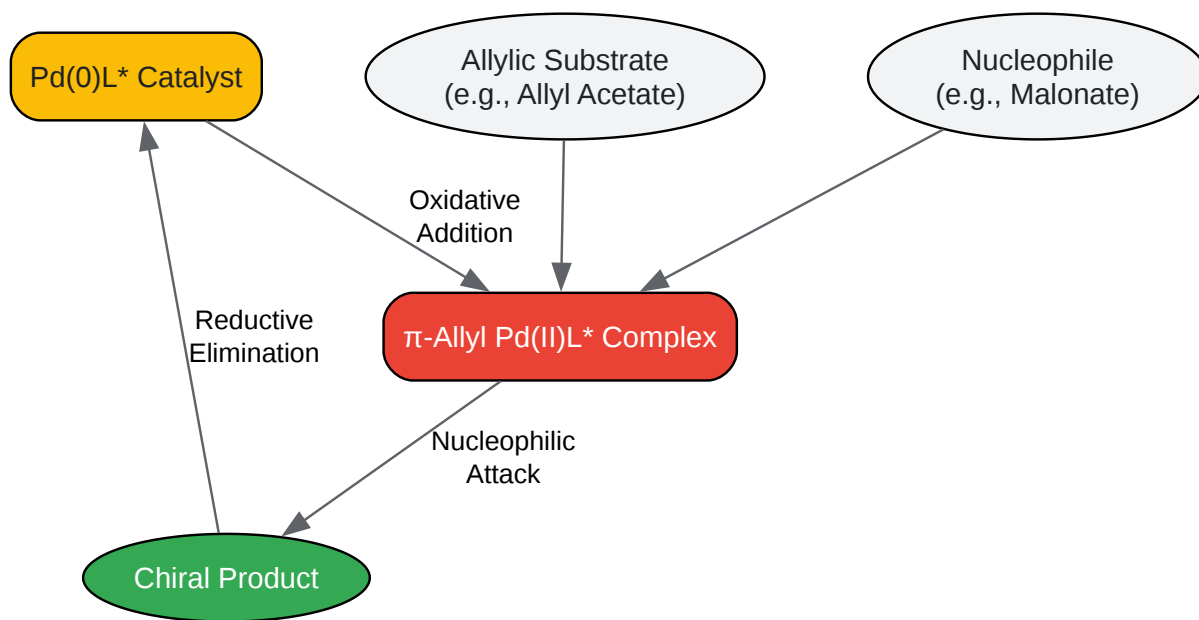 Pd(0)L* Catalyst
Allylic Substrate
(e.g., Allyl Acetate)
Nucleophile
(e.g., Malonate)
Oxidative
Addition
π-Allyl Pd(II)L* Complex
Reductive
Elimination
Nucleophilic
Attack
Chiral Product